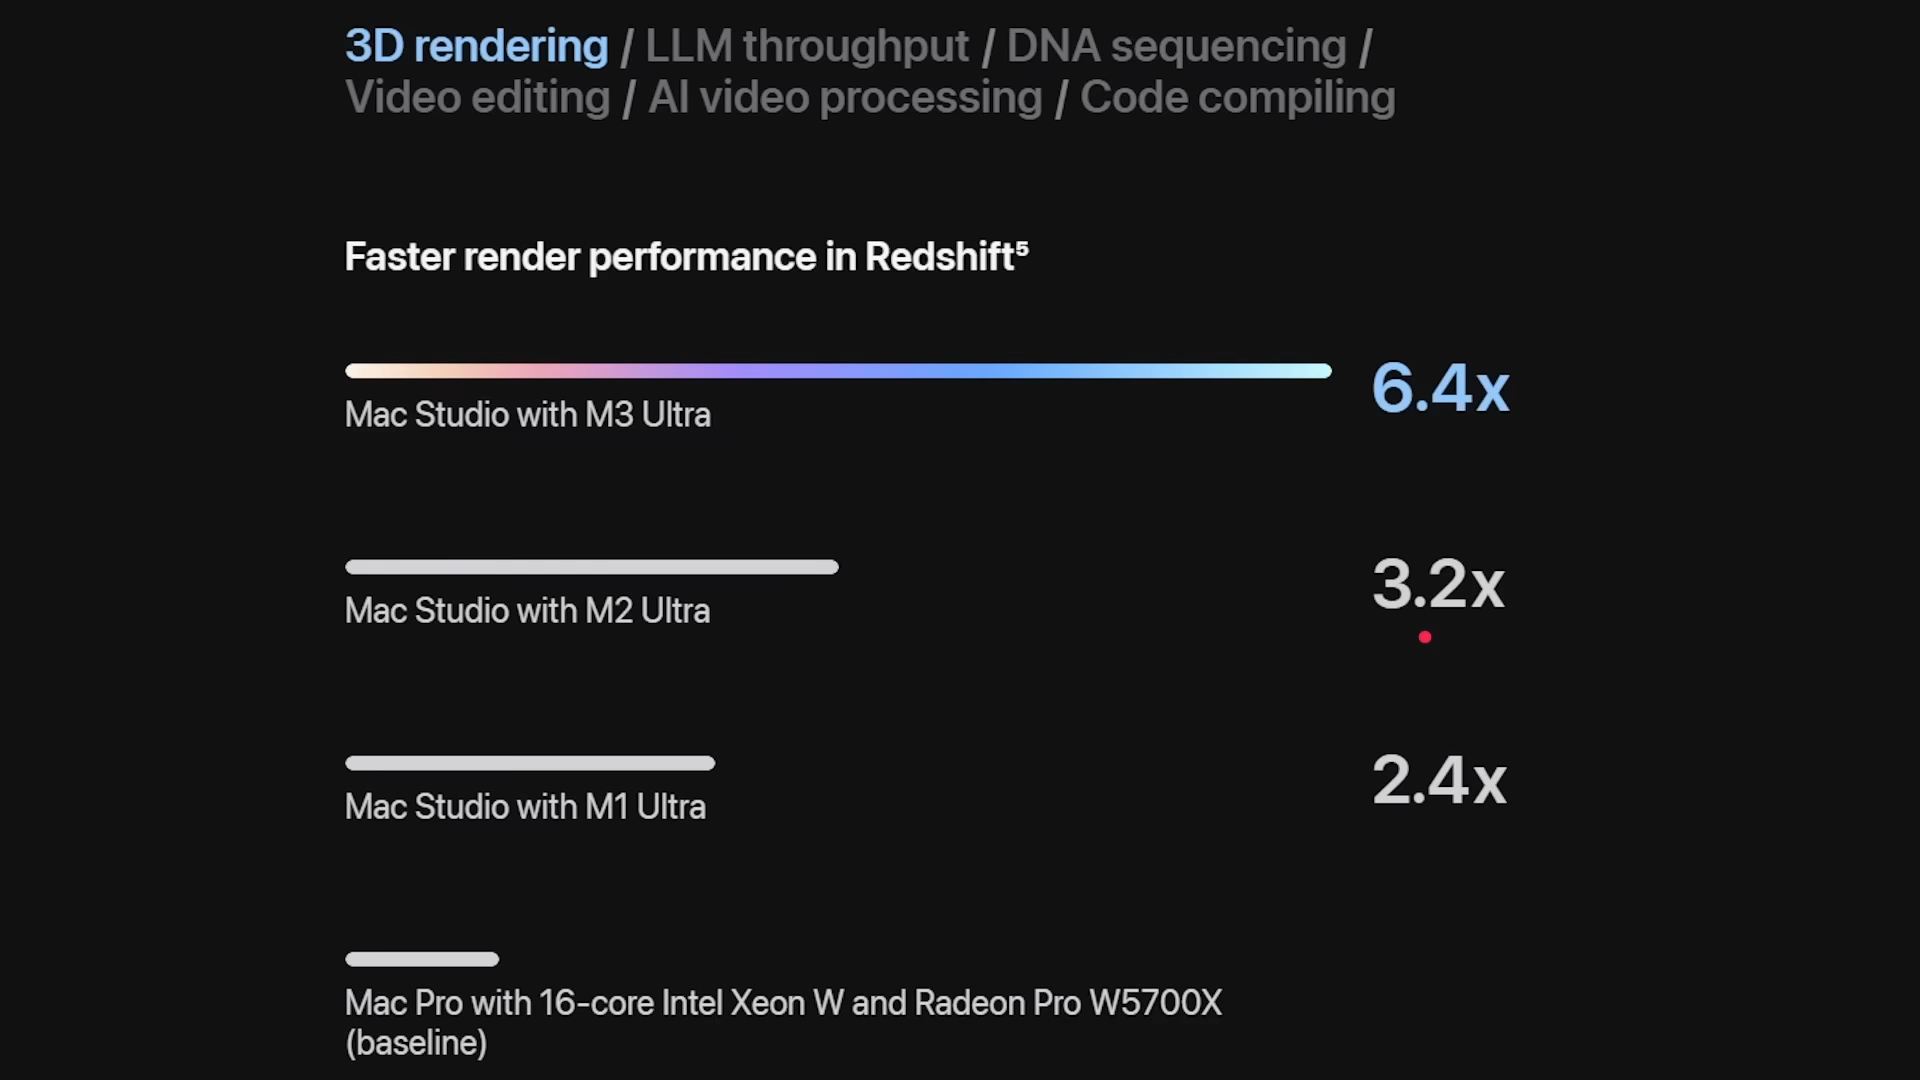 3D rendering / LLM throughput / DNA sequencing /
Video editing / AI video processing / Code compiling
Faster render performance in Redshift⁵
6.4x
Mac Studio with M3 Ultra
3.2x
Mac Studio with M2 Ultra
2.4x
Mac Studio with M1 Ultra
Mac Pro with 16-core Intel Xeon W and Radeon Pro W5700X
(baseline)